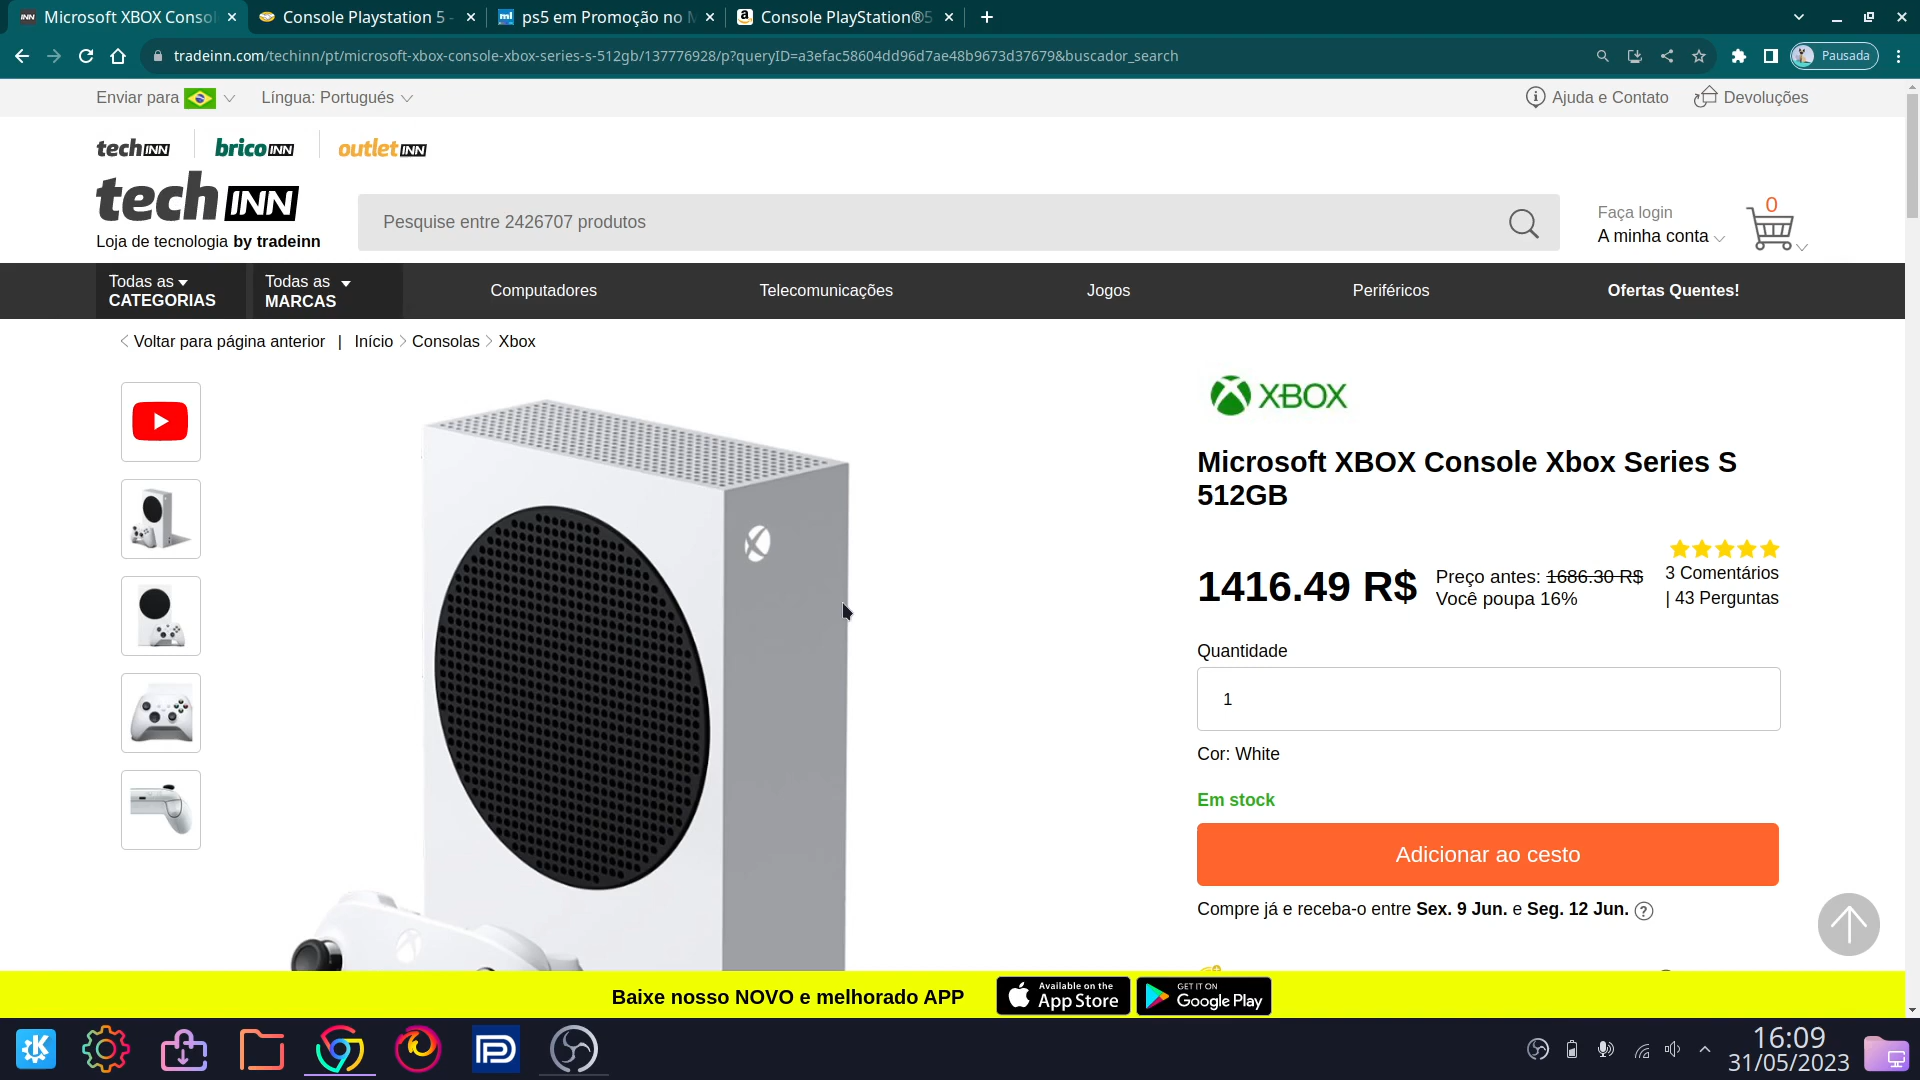 Microsoft XBOX Consol
Console Playstation 5 -
ps5 em Promoção no M
Console PlayStation®5
tradeinn.com/techinn/pt/microsoft-xbox-console-xbox-series-s-512gb/137776928/p?queryID=a3efac58604dd96d7ae48b9673d37679&buscador_search
Pausada
Enviar para
Língua: Português
Ajuda e Contato
Devoluções
tech INN
brico INN
outlet INN
tech INN
Loja de tecnologia by tradeinn
Pesquise entre 2426707 produtos
Faça login
A minha conta
0
Todas as
CATEGORIAS
Todas as
MARCAS
Computadores
Telecomunicações
Jogos
Periféricos
Ofertas Quentes!
Voltar para página anterior | Início > Consolas > Xbox
XBOX
Microsoft XBOX Console Xbox Series S
512GB
1416.49 R$
Preço antes: 1686.30 R$
Você poupa 16%
3 Comentários
| 43 Perguntas
Quantidade
1
Cor: White
Em stock
Adicionar ao cesto
Compre já e receba-o entre Sex. 9 Jun. e Seg. 12 Jun. ?
Baixe nosso NOVO e melhorado APP
Available on the
App Store
GET IT ON
Google Play
16:09
31/05/2023